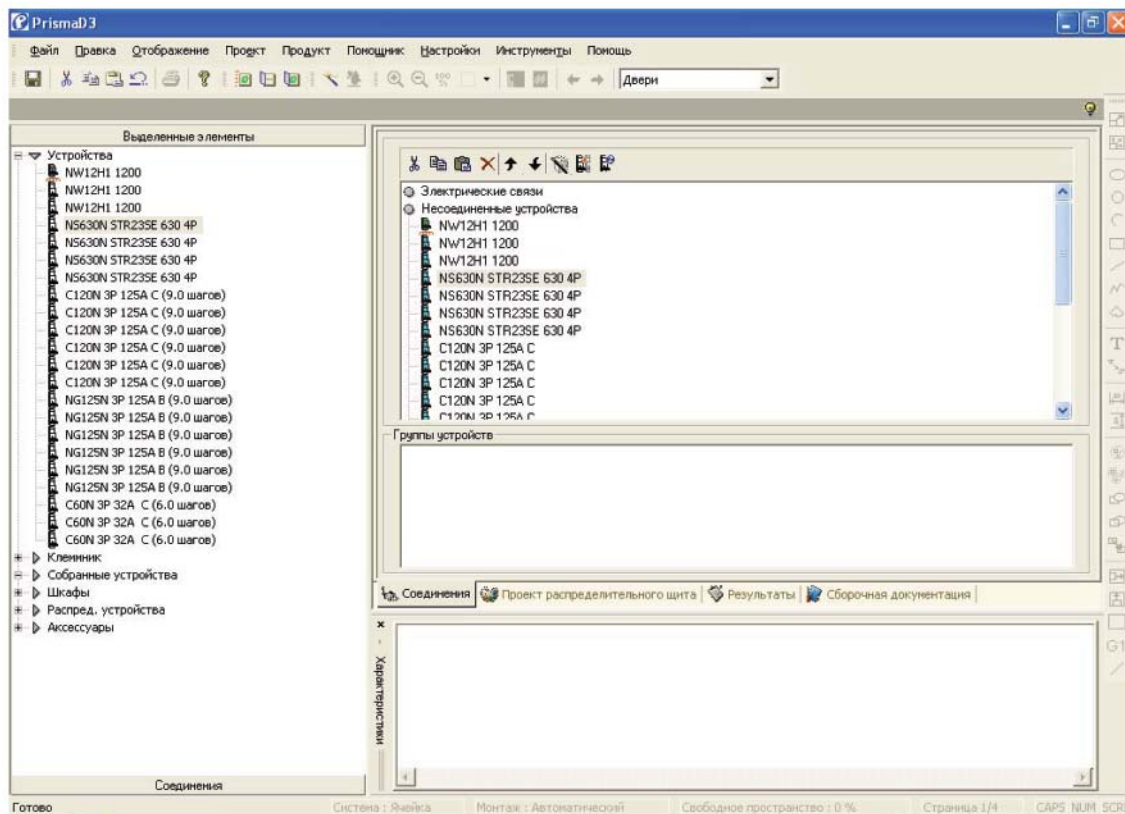 PrismaD3
Файл Правка Отображение Проект Продукт Помощник Настройки Инструменты Помощь
Двери
Выделенные элементы
Устройства
NW12H1 1200
NW12H1 1200
NW12H1 1200
NS630N STR23SE 630 4P
NS630N STR23SE 630 4P
NS630N STR23SE 630 4P
NS630N STR23SE 630 4P
C120N 3P 125A C (9.0 шагов)
C120N 3P 125A C (9.0 шагов)
C120N 3P 125A C (9.0 шагов)
C120N 3P 125A C (9.0 шагов)
C120N 3P 125A C (9.0 шагов)
C120N 3P 125A C (9.0 шагов)
NG125N 3P 125A B (9.0 шагов)
NG125N 3P 125A B (9.0 шагов)
NG125N 3P 125A B (9.0 шагов)
NG125N 3P 125A B (9.0 шагов)
NG125N 3P 125A B (9.0 шагов)
NG125N 3P 125A B (9.0 шагов)
C60N 3P 32A C (6.0 шагов)
C60N 3P 32A C (6.0 шагов)
C60N 3P 32A C (6.0 шагов)
Клеммник
Собранные устройства
Шкафы
Распред. устройства
Аксессуары
Соединения
Электрические связи
Несоединенные устройства
NW12H1 1200
NW12H1 1200
NW12H1 1200
NS630N STR23SE 630 4P
NS630N STR23SE 630 4P
NS630N STR23SE 630 4P
NS630N STR23SE 630 4P
C120N 3P 125A C
C120N 3P 125A C
C120N 3P 125A C
C120N 3P 125A C
C120N 3P 125A C
Группы устройств
Соединения Проект распределительного щита Результаты Сборочная документация
Характеристики
T
G1
Готово Система : Ячейка Монтаж : Автоматический Свободное пространство : 0 % Страница 1/4 CAPS NUM SCRL